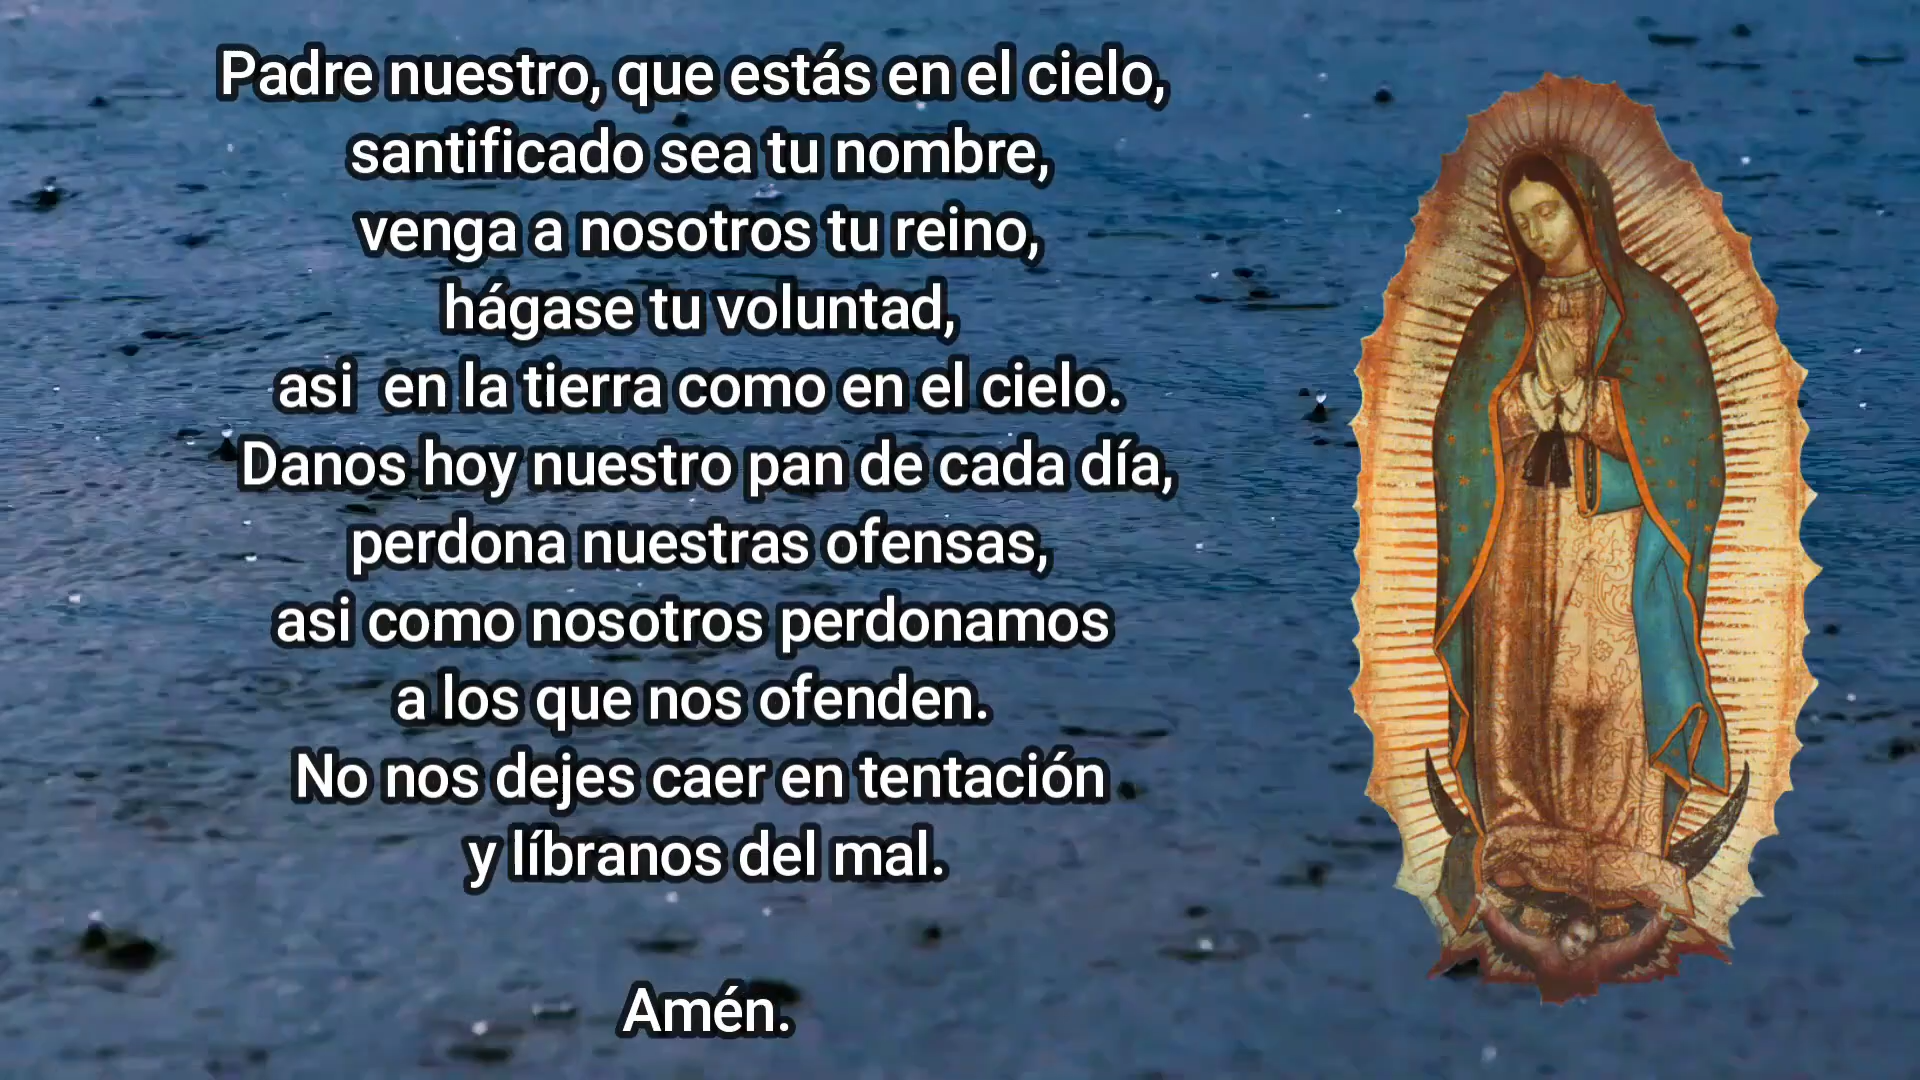 Padre nuestro, que estás en el cielo,
santificado sea tu nombre,
venga a nosotros tu reino,
hágase tu voluntad,
asi  en la tierra como en el cielo.
Danos hoy nuestro pan de cada día,
perdona nuestras ofensas,
asi como nosotros perdonamos
a los que nos ofenden.
No nos dejes caer en tentación
y líbranos del mal.
Amén.